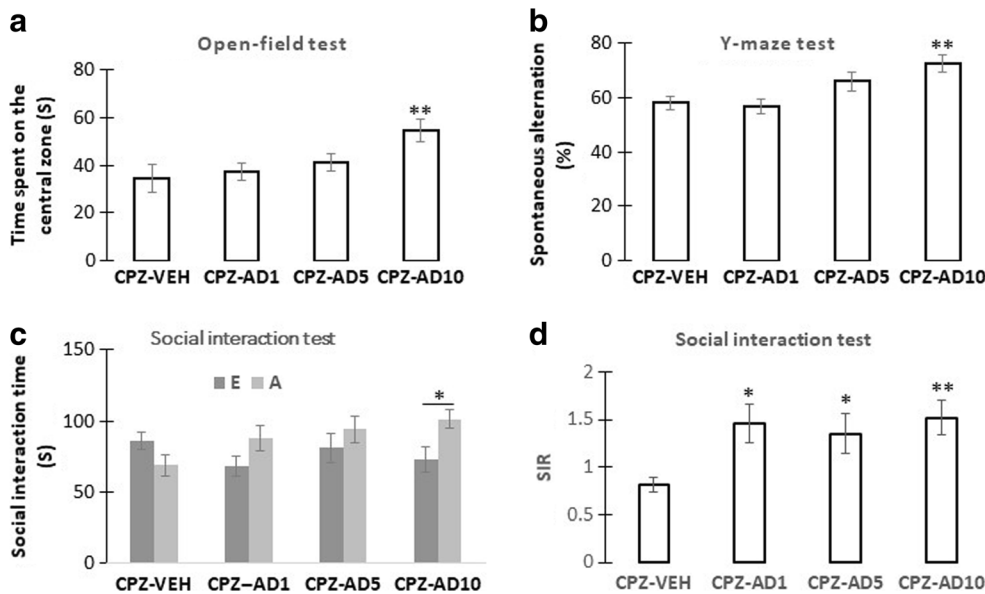 a
Open-field test
Time spent on the
central zone (S)
80
60
40
20
0
**
CPZ-VEH CPZ-AD1 CPZ-AD5 CPZ-AD10
b
Y-maze test
Spontaneous alternation
(%)
80
60
40
20
0
**
CPZ-VEH CPZ-AD1 CPZ-AD5 CPZ-AD10
c
Social interaction test
Social interaction time
(S)
150
100
50
0
E A
*
CPZ-VEH CPZ–AD1 CPZ-AD5 CPZ-AD10
d
Social interaction test
SIR
2
1.5
1
0.5
0
* * **
CPZ-VEH CPZ-AD1 CPZ-AD5 CPZ-AD10